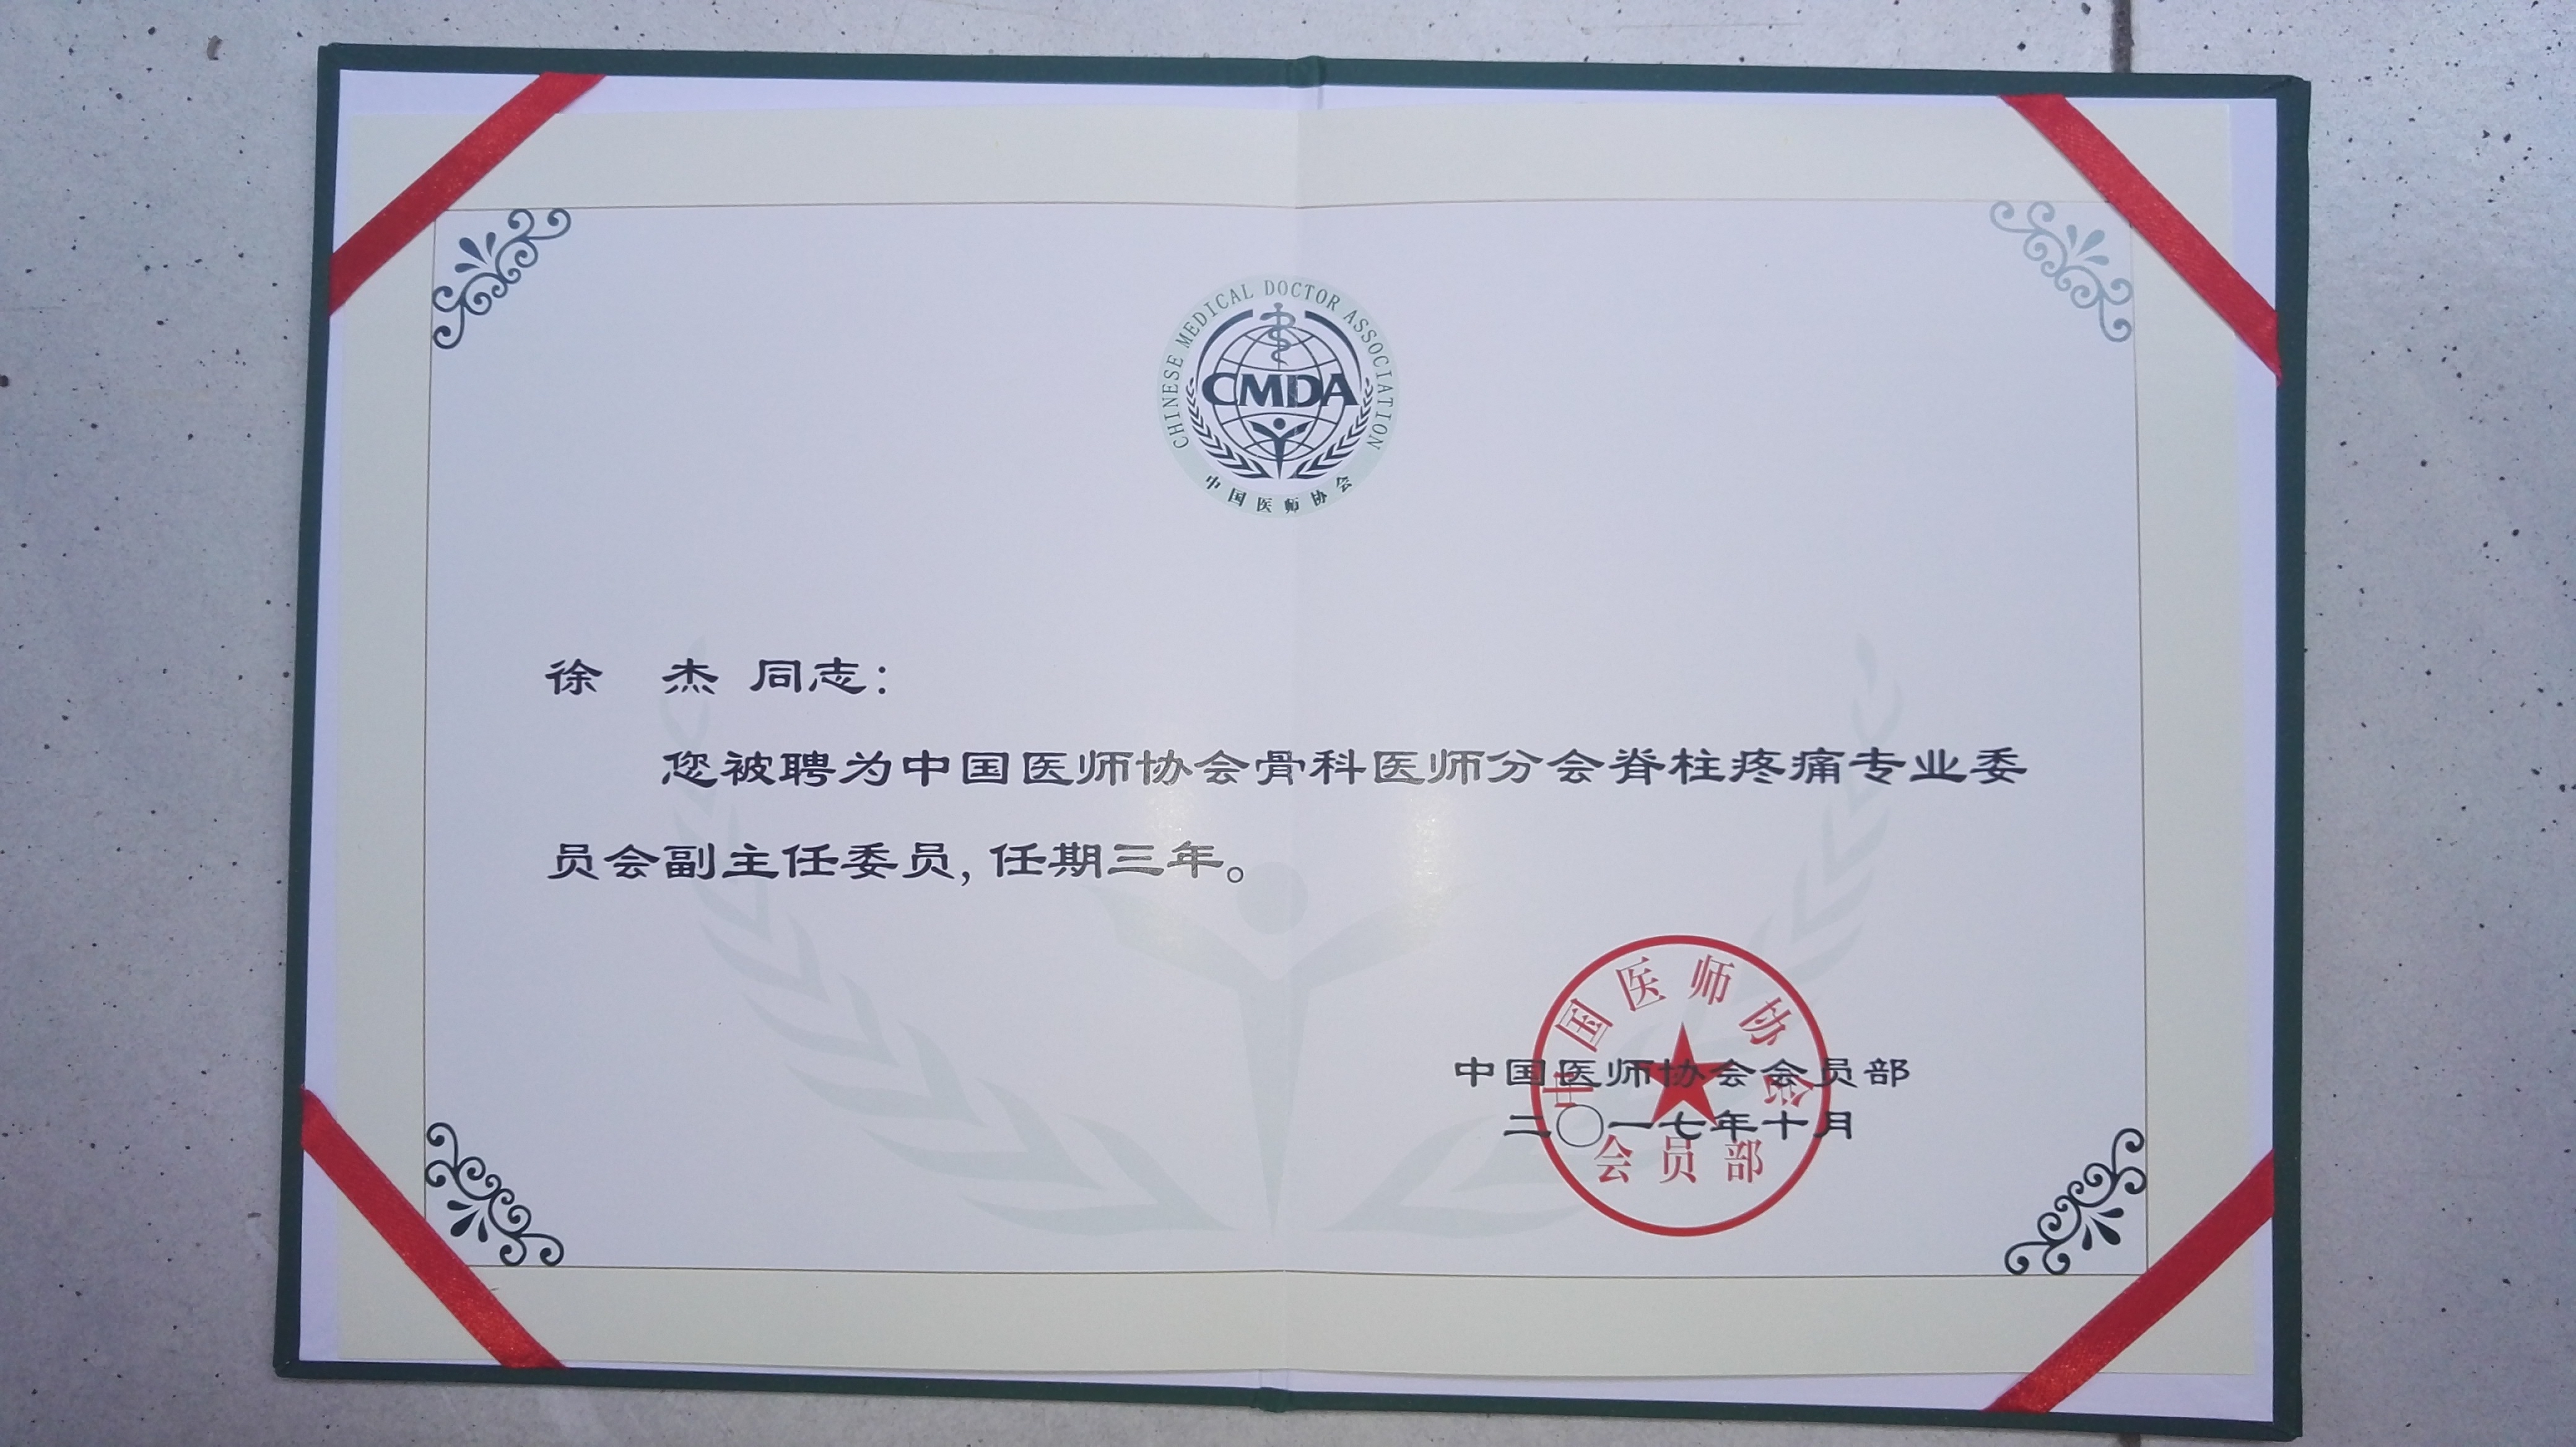 CHINESE MEDICAL DOCTOR ASSOCIATION
CMDA
中国医师协会
徐 杰 同志：
您被聘为中国医师协会骨科医师分会脊柱疼痛专业委
员会副主任委员，任期三年。
中国医师协会
中国医师协会会员部
二〇一七年十月
会员部